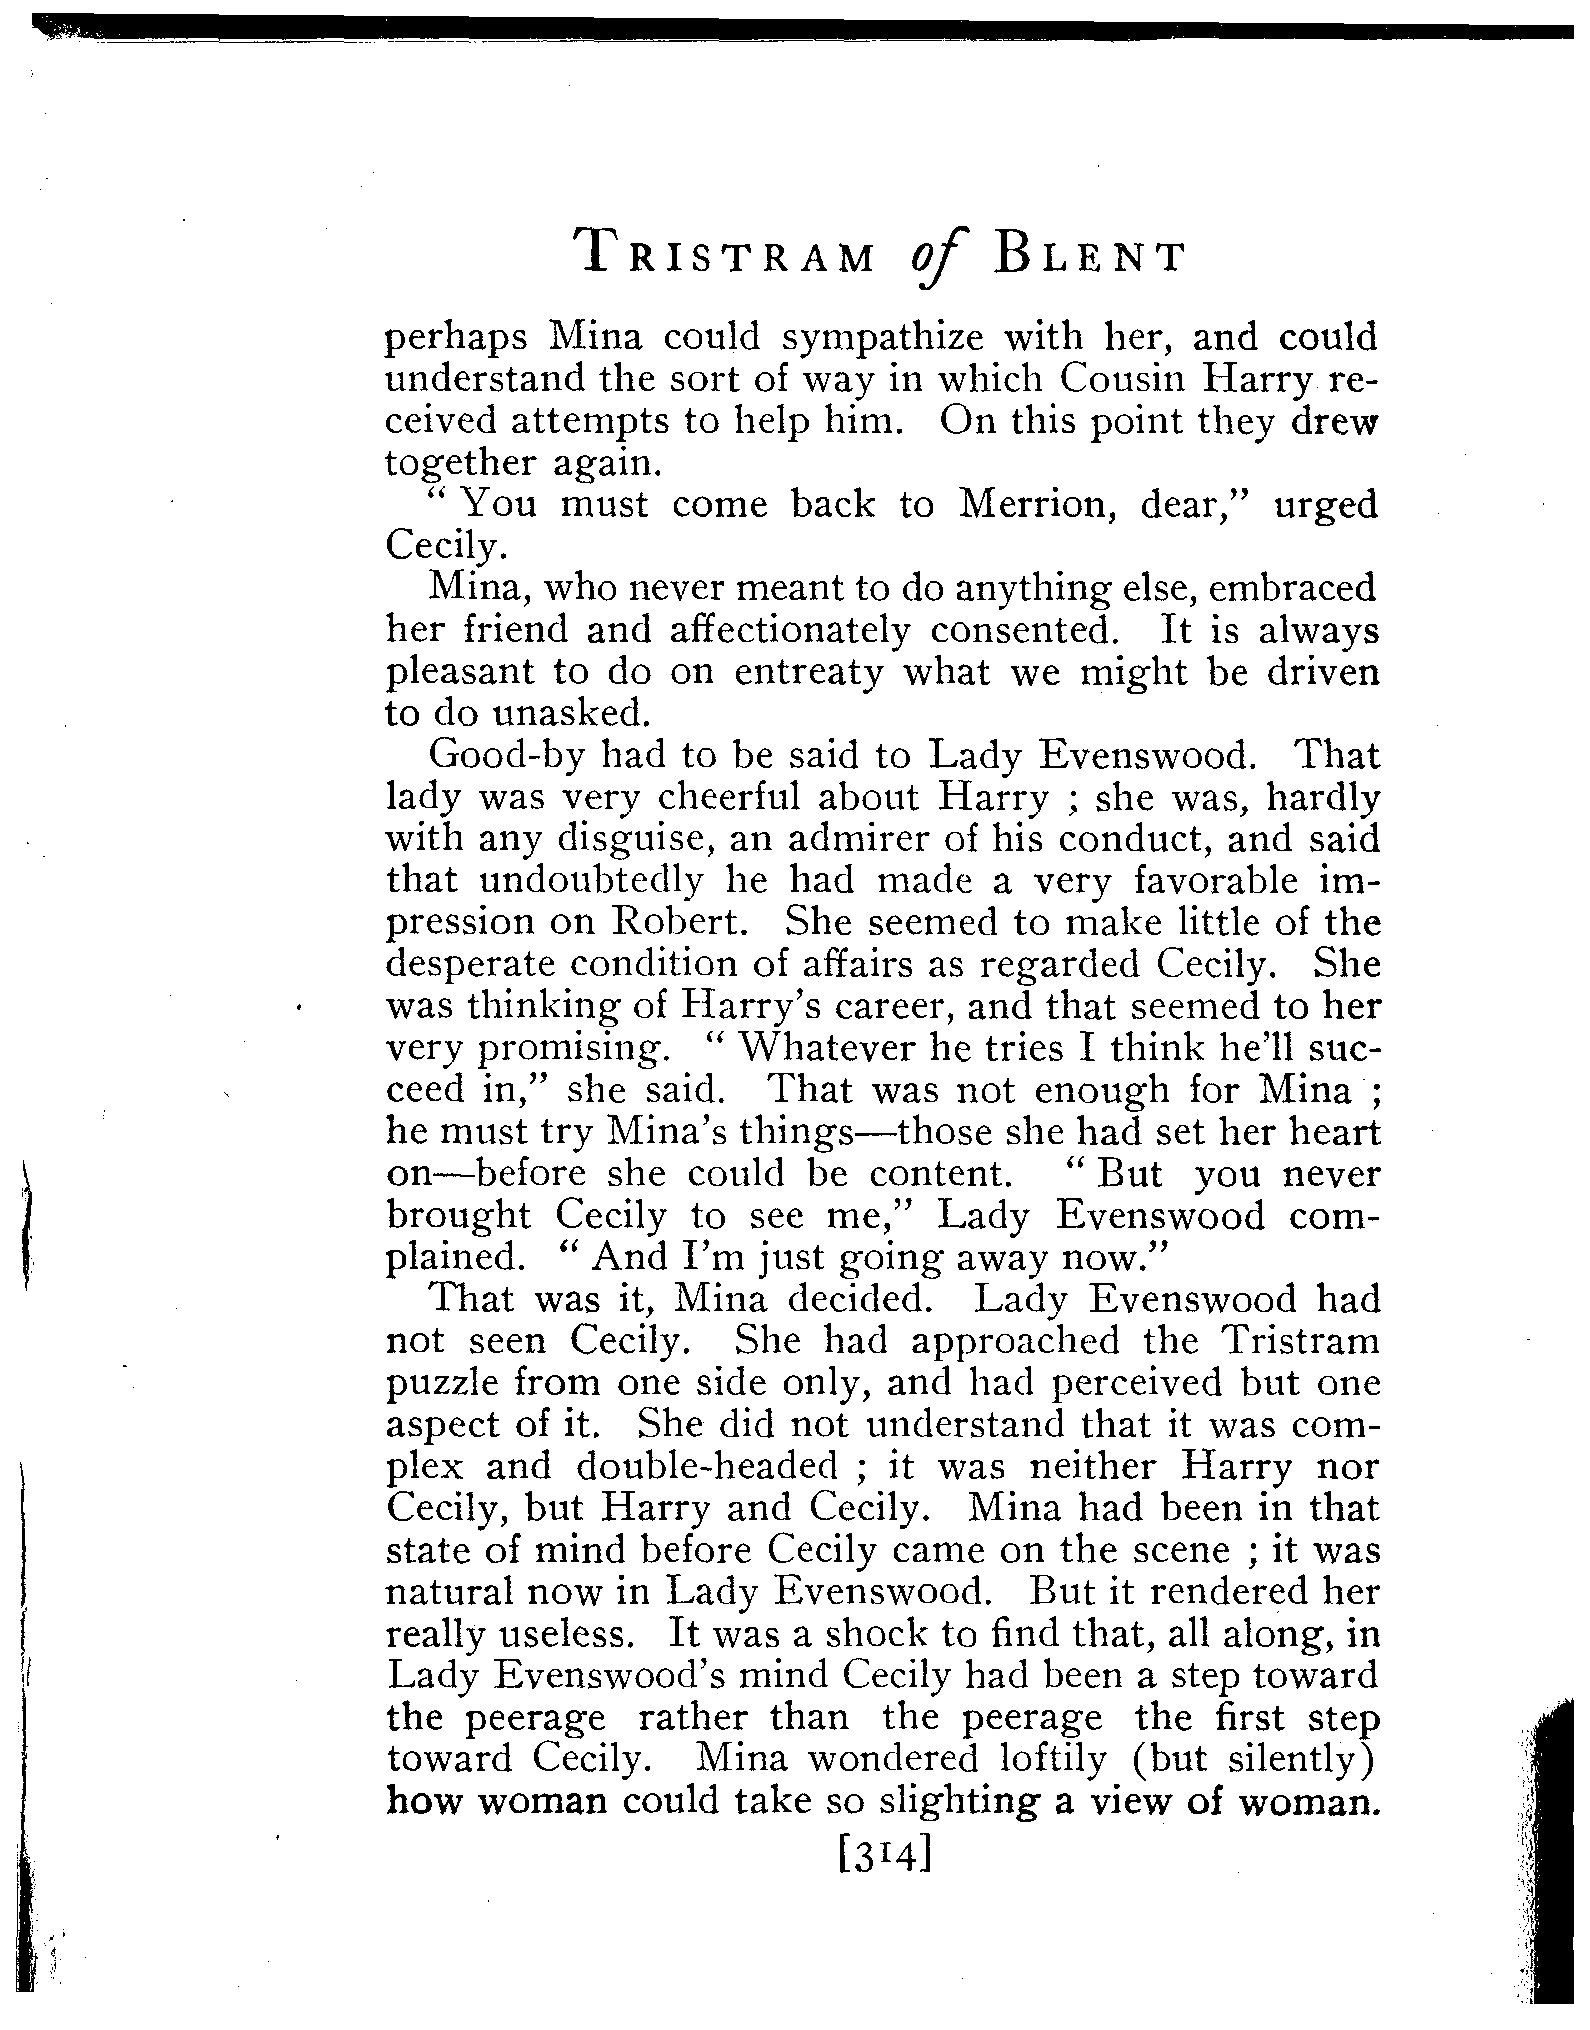 TRISTRAM of BLENT
perhaps Mina could sympathize with her, and could
understand the sort of way in which Cousin Harry re-
ceived attempts to help him. On this point they drew
together again.
“ You must come back to Merrion, dear,” urged
Cecily.
Mina, who never meant to do anything else, embraced
her friend and affectionately consented. It is always
pleasant to do on entreaty what we might be driven
to do unasked.
Good-by had to be said to Lady Evenswood. That
lady was very cheerful about Harry ; she was, hardly
with any disguise, an admirer of his conduct, and said
that undoubtedly he had made a very favorable im-
pression on Robert. She seemed to make little of the
desperate condition of affairs as regarded Cecily. She
was thinking of Harry’s career, and that seemed to her
very promising. “ Whatever he tries I think he’ll suc-
ceed in,” she said. That was not enough for Mina ;
he must try Mina’s things—those she had set her heart
on—before she could be content. “ But you never
brought Cecily to see me,” Lady Evenswood com-
plained. “ And I’m just going away now.”
That was it, Mina decided. Lady Evenswood had
not seen Cecily. She had approached the Tristram
puzzle from one side only, and had perceived but one
aspect of it. She did not understand that it was com-
plex and double-headed ; it was neither Harry nor
Cecily, but Harry and Cecily. Mina had been in that
state of mind before Cecily came on the scene ; it was
natural now in Lady Evenswood. But it rendered her
really useless. It was a shock to find that, all along, in
Lady Evenswood’s mind Cecily had been a step toward
the peerage rather than the peerage the first step
toward Cecily. Mina wondered loftily (but silently)
how woman could take so slighting a view of woman.
[314]